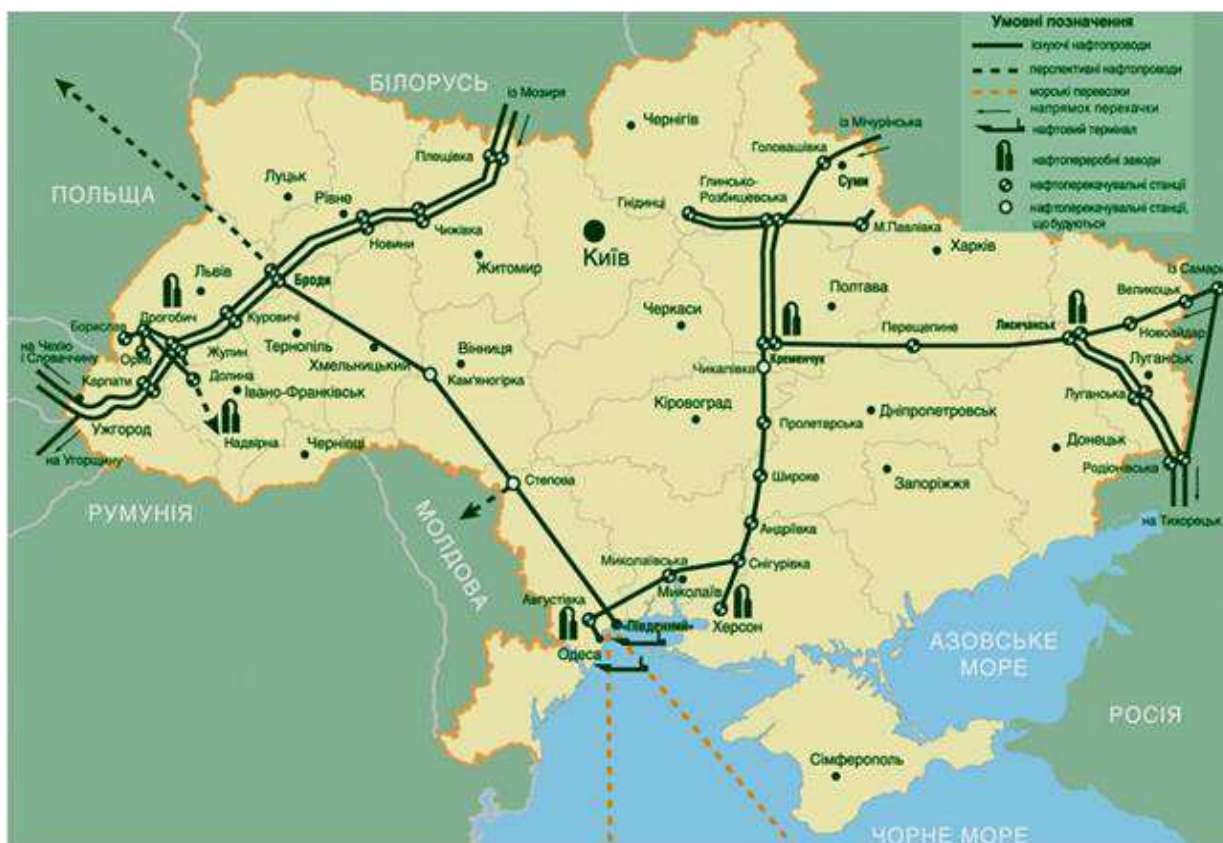 Умовні позначення
існуючі нафтопроводи
перспективні нафтопроводи
морські перевозки
напрямок перекачки
нафтовий термінал
нафтопереробні заводи
нафтоперекачувальні станції
нафтоперекачувальні станції,
що будуються
БІЛОРУСЬ
із Мозиря
Чернігів
із Мічурінська
Плещівка
Головашівка
Суми
ПОЛЬЩА
Луцьк
Рівне
Глинсько-
Розбишевська
Гнідинці
Новини
Чижівка
Київ
М.Павлівка
Харків
Житомир
Львів
Броди
із Самари
Великоцьк
Полтава
Борислав
Дрогобич
Куровичі
Черкаси
Лисичанськ
Новоайдар
на Чехію
і Словаччину
Орив
Жулин
Тернопіль
Вінниця
Перещепине
Хмельницький
Кременчук
Луганськ
Карпати
Долина
Кам'яногірка
Чикалівка
Івано-Франківськ
Луганська
Ужгород
Кіровоград
Дніпропетровськ
Пролетарська
Надвірна
Чернівці
Донецьк
на Угорщину
Родіонівська
Степова
Широке
Запоріжжя
РУМУНІЯ
МОЛДОВА
на Тихорецьк
Андріївка
Миколаївська
Снігурівка
Миколаїв
Августівка
«Південний»
Херсон
Одеса
АЗОВСЬКЕ
МОРЕ
РОСІЯ
Сімферополь
ЧОРНЕ МОРЕ